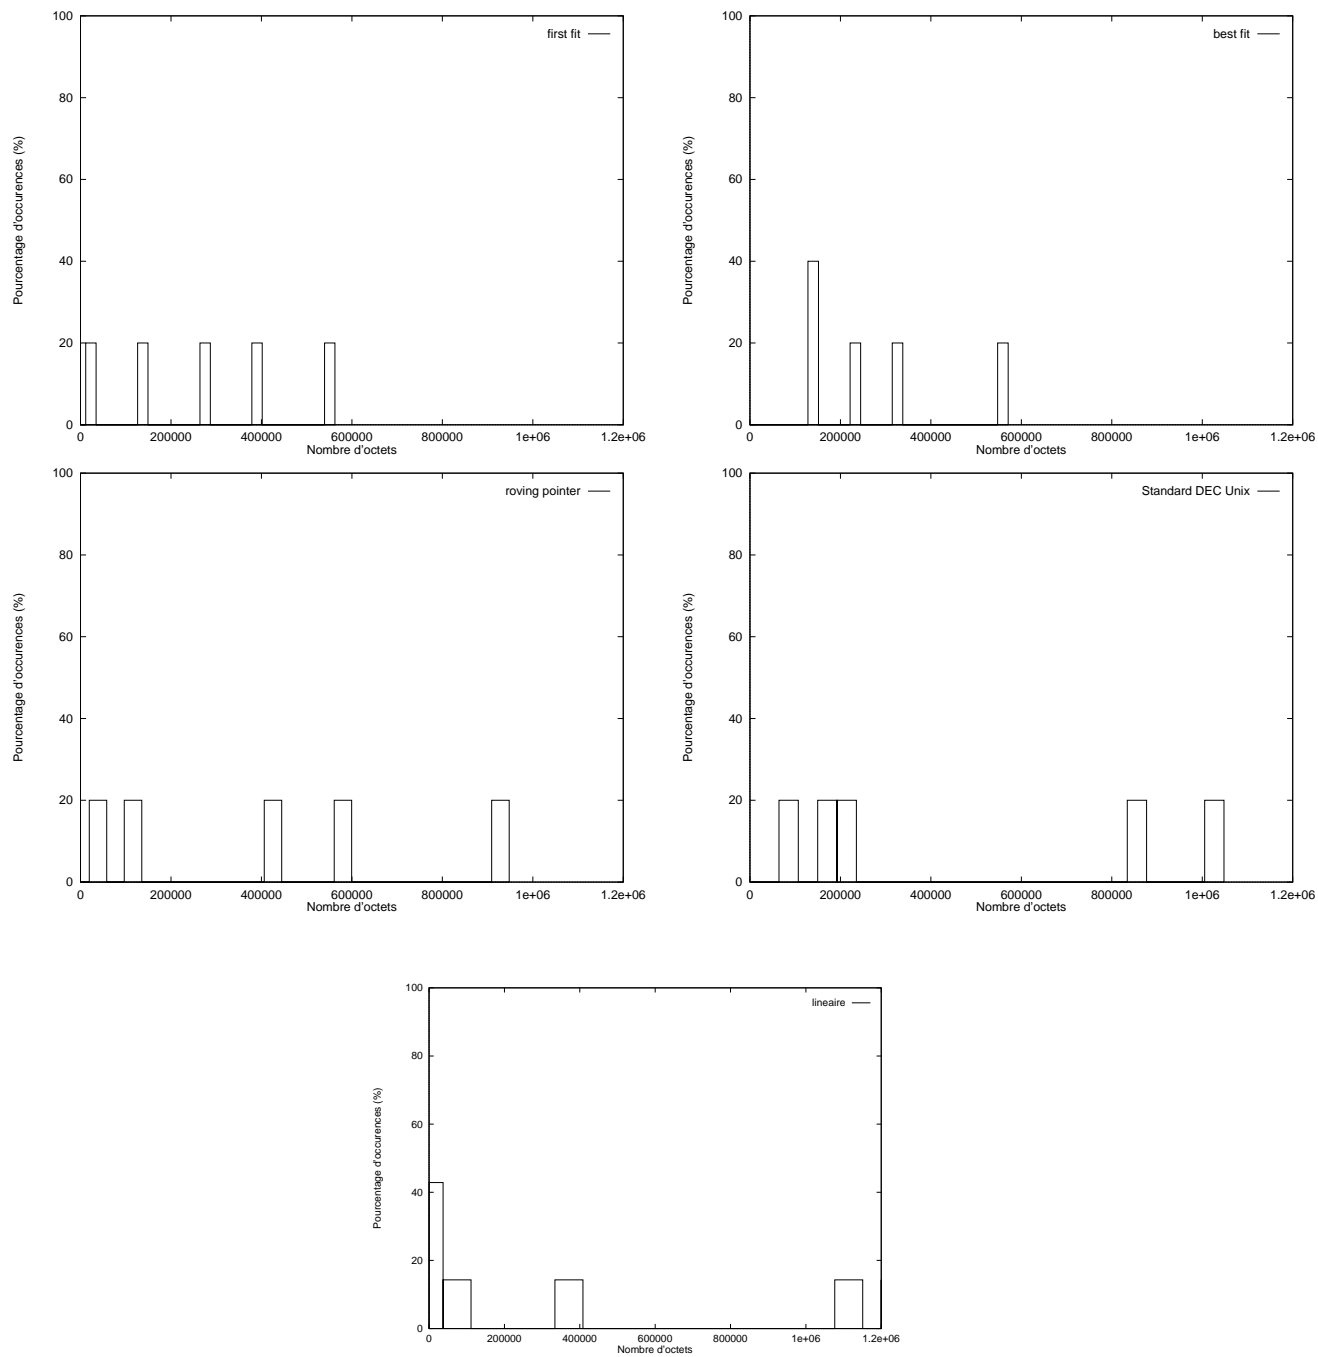 first fit
Pourcentage d'occurences (%)
100
80
60
40
20
0
0 200000 400000 600000 800000 1e+06 1.2e+06
Nombre d'octets
best fit
Pourcentage d'occurences (%)
100
80
60
40
20
0
0 200000 400000 600000 800000 1e+06 1.2e+06
Nombre d'octets
roving pointer
Pourcentage d'occurences (%)
100
80
60
40
20
0
0 200000 400000 600000 800000 1e+06 1.2e+06
Nombre d'octets
Standard DEC Unix
Pourcentage d'occurences (%)
100
80
60
40
20
0
0 200000 400000 600000 800000 1e+06 1.2e+06
Nombre d'octets
lineaire
Pourcentage d'occurences (%)
100
80
60
40
20
0
0 200000 400000 600000 800000 1e+06 1.2e+06
Nombre d'octets